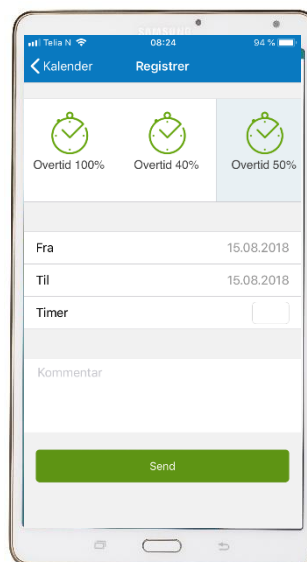 SAMSUNG
Telia N 08:24 94 %
Kalender Registrer
Overtid 100% Overtid 40% Overtid 50%
Fra 15.08.2018
Til 15.08.2018
Timer
Kommentar
Send